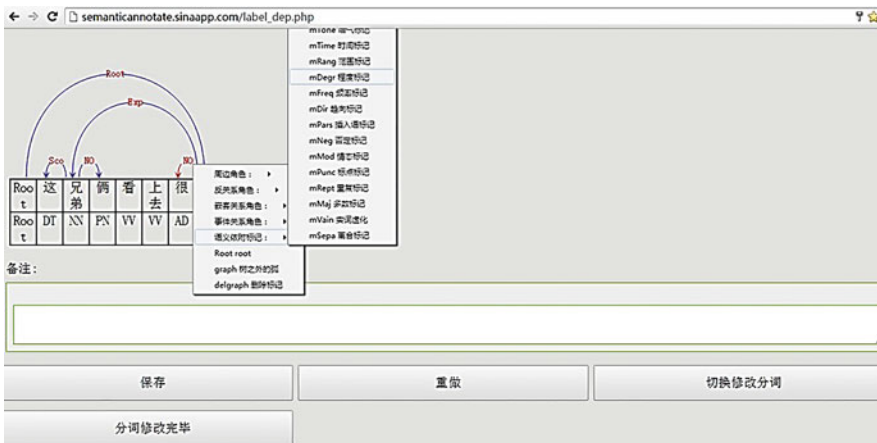 semanticannotate.sinaapp.com/label_dep.php
mTime 时间标记
mRang 范围标记
mDegr 程度标记
mFreq 频率标记
mDir 趋向标记
mPars 插入语标记
mNeg 否定标记
mMod 情态标记
mPunc 标点标记
mRept 重复标记
mMaj 多数标记
mVain 实词虚化
mSepa 离合标记
Root
Exp
Sco NO NO
Root 这 兄弟 俩 看 上去 很
Root DT NN PN VV VV AD
周边角色:
反关系角色:
嵌套关系角色:
事件关系角色:
语义依附标记:
Root root
graph 树之外的弧
delgraph 删除标记
备注:
保存 重做 切换修改分词
分词修改完毕